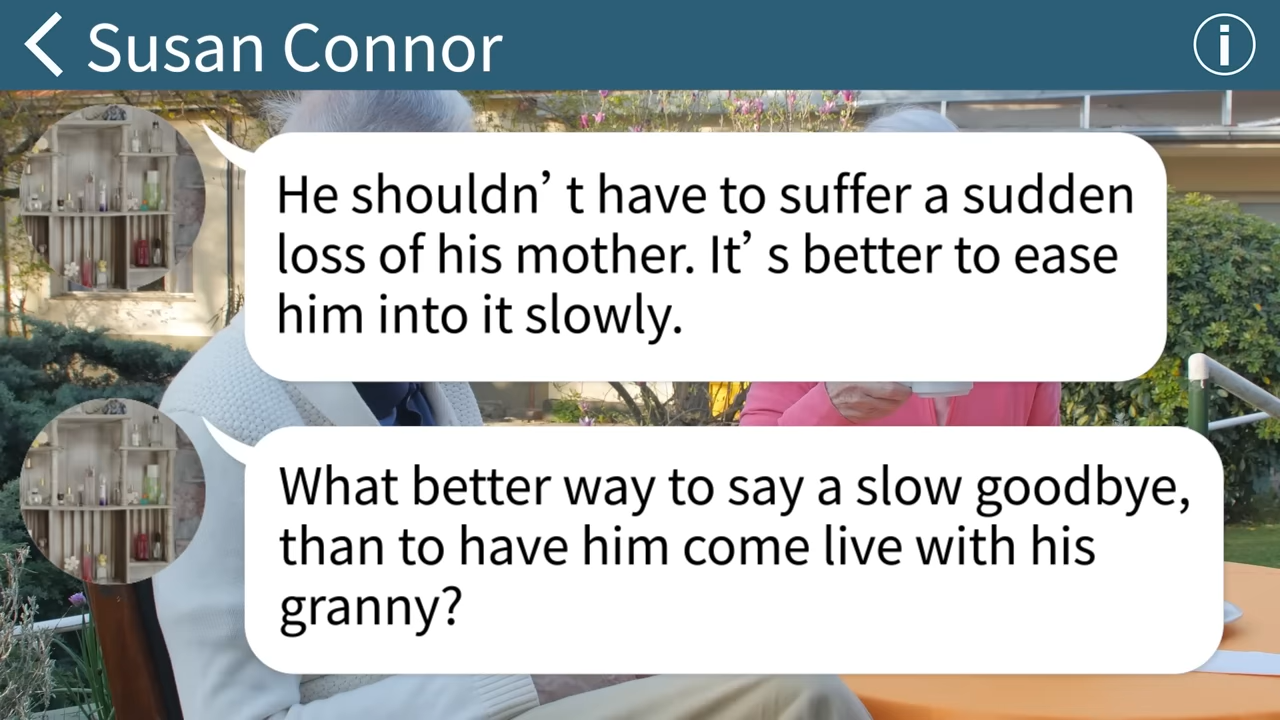 Susan Connor
i
He shouldn’ t have to suffer a sudden
loss of his mother. It’ s better to ease
him into it slowly.
What better way to say a slow goodbye,
than to have him come live with his
granny?